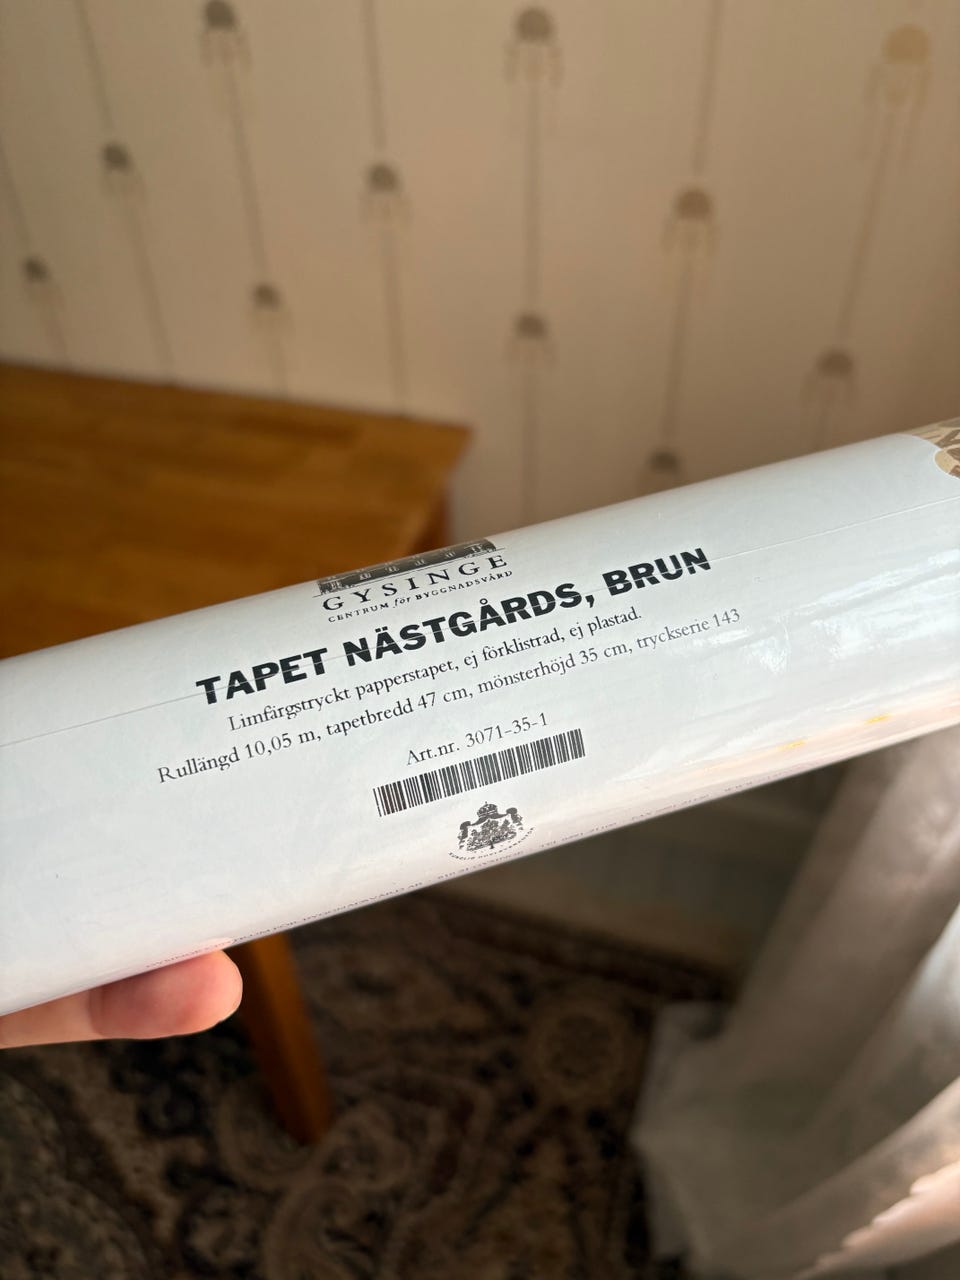 GYSINGE
CENTRUM för BYGGNADSVÅRD
TAPET NÄSTGÅRDS, BRUN
Limfärgstryckt papperstapet, ej förklistrad, ej plastad.
Rullängd 10,05 m, tapetbredd 47 cm, mönsterhöjd 35 cm, tryckserie 143
Art.nr. 3071-35-1